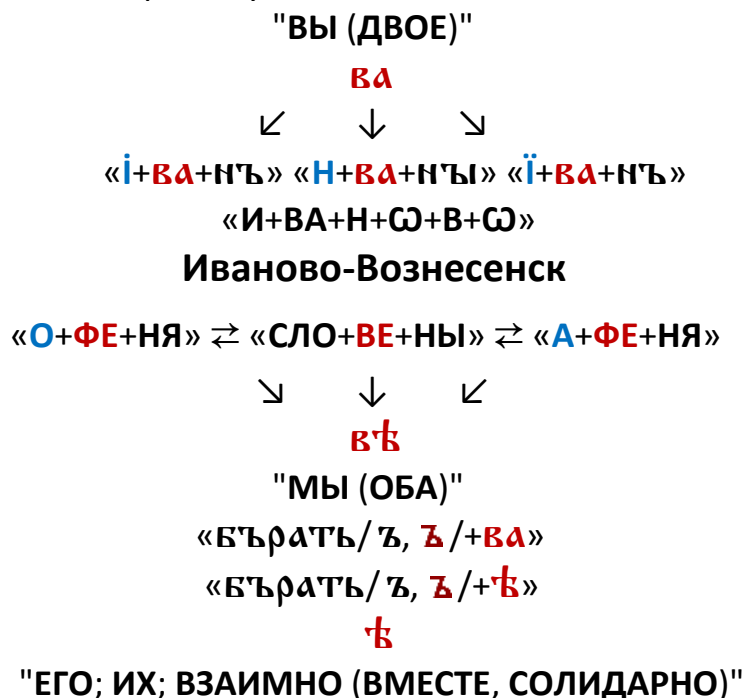 "ВЫ (ДВОЕ)"
ва
↙ ↓ ↘
«і+ва+нъ» «Н+ва+нъı» «ї+ва+нъ»
«И+ВА+Н+Ѡ+В+Ѡ»
Иваново-Вознесенск
«О+ФЕ+НЯ» ⇄ «СЛО+ВЕ+НЫ» ⇄ «А+ФЕ+НЯ»
↘ ↓ ↙
вѣ
"МЫ (ОБА)"
«бърать/ъ, ъ/+ва»
«бърать/ъ, ъ/+ѣ»
ѣ
"ЕГО; ИХ; ВЗАИМНО (ВМЕСТЕ, СОЛИДАРНО)"